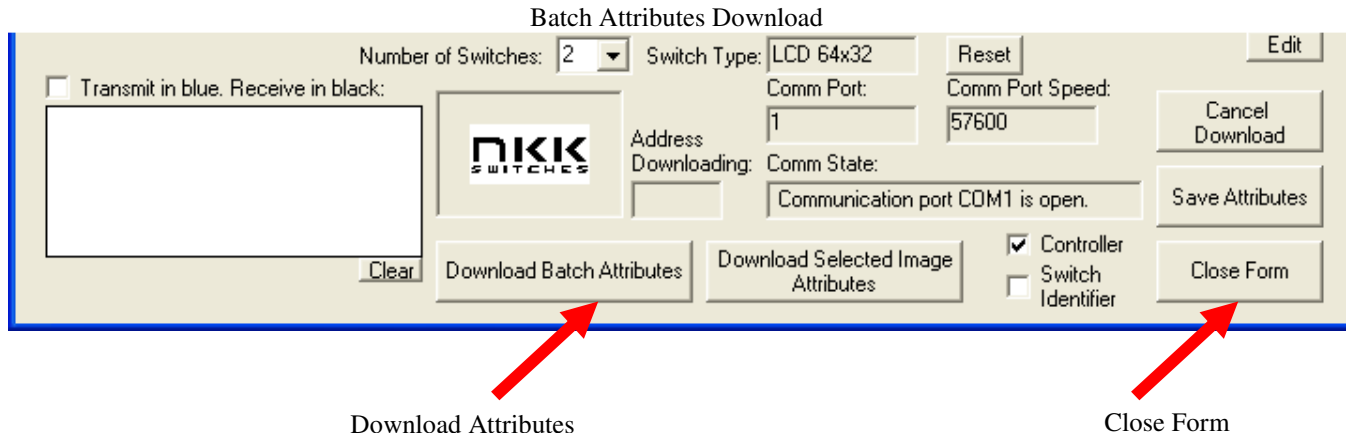 Batch Attributes Download
Number of Switches: 2 Switch Type: LCD 64x32 Reset Edit
Transmit in blue. Receive in black:
Comm Port: Comm Port Speed:
1 57600
Cancel
Download
NKK
SWITCHES
Address
Downloading:
Comm State:
Communication port COM1 is open.
Save Attributes
Clear
Download Batch Attributes
Download Selected Image
Attributes
Controller
Switch
Identifier
Close Form
Download Attributes
Close Form